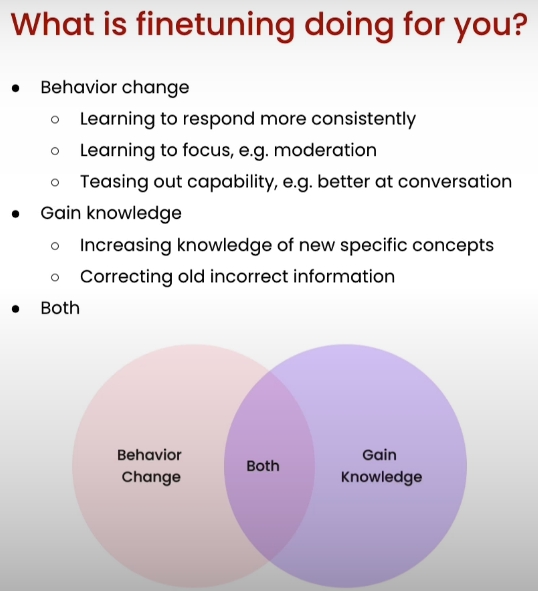 What is finetuning doing for you?
● Behavior change
○ Learning to respond more consistently
○ Learning to focus, e.g. moderation
○ Teasing out capability, e.g. better at conversation
● Gain knowledge
○ Increasing knowledge of new specific concepts
○ Correcting old incorrect information
● Both
Behavior
Change
Both
Gain
Knowledge